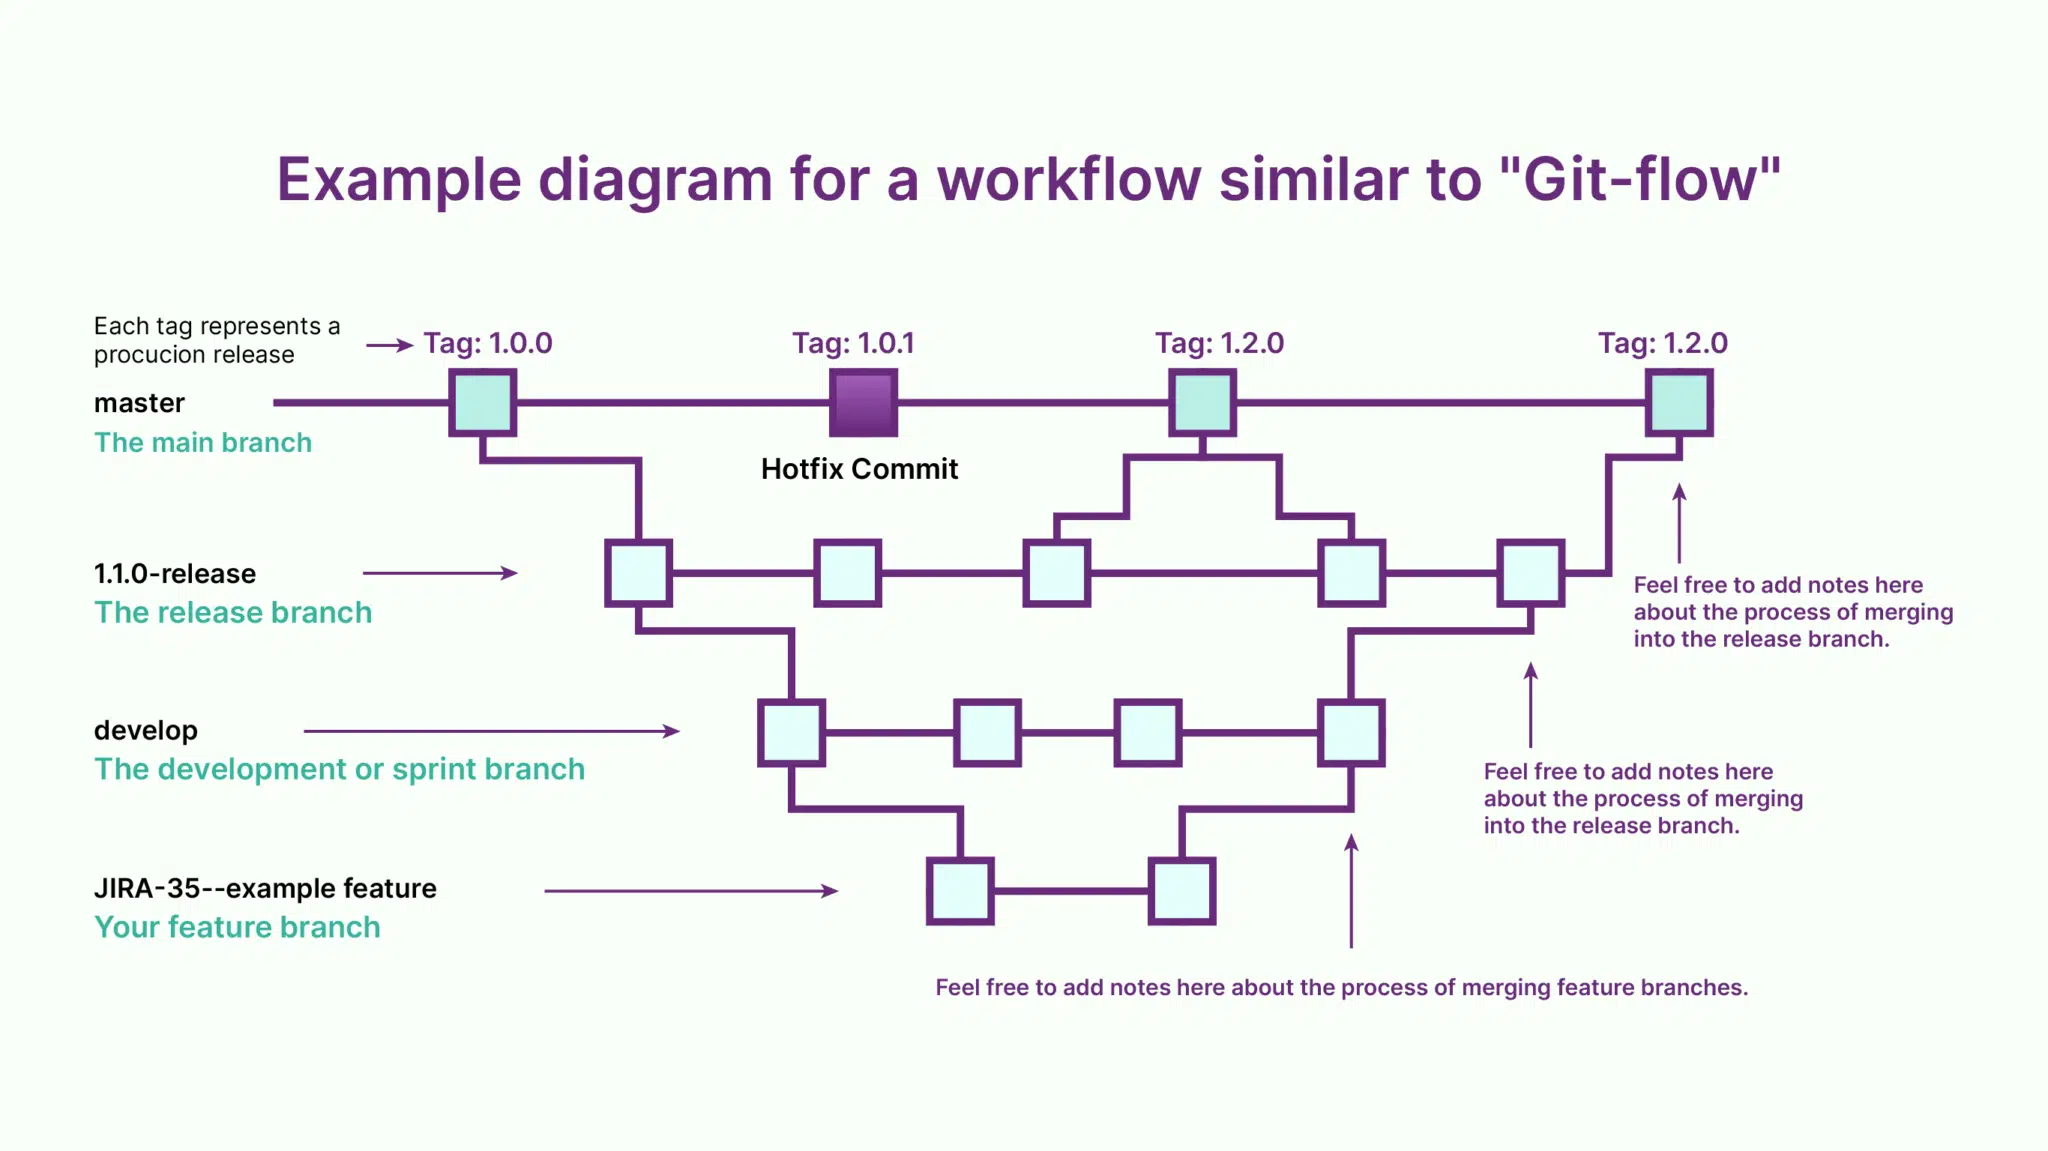 Example diagram for a workflow similar to "Git-flow"
Each tag represents a
procucion release
Tag: 1.0.0
Tag: 1.0.1
Tag: 1.2.0
Tag: 1.2.0
master
The main branch
Hotfix Commit
1.1.0-release
The release branch
Feel free to add notes here
about the process of merging
into the release branch.
develop
The development or sprint branch
Feel free to add notes here
about the process of merging
into the release branch.
JIRA-35--example feature
Your feature branch
Feel free to add notes here about the process of merging feature branches.